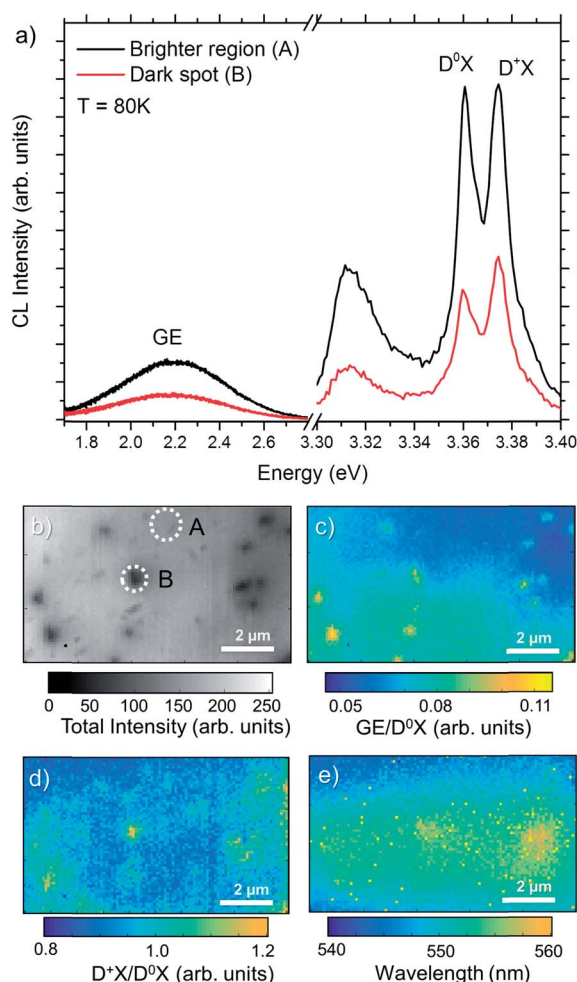 a)
Brighter region (A)
Dark spot (B)
T = 80K
D⁰X
D⁺X
GE
CL Intensity (arb. units)
1.8 2.0 2.2 2.4 2.6 3.30 3.32 3.34 3.36 3.38 3.40
Energy (eV)
b)
A
B
2 µm
0 50 100 150 200 250
Total Intensity (arb. units)
c)
2 µm
0.05 0.08 0.11
GE/D⁰X (arb. units)
d)
2 µm
0.8 1.0 1.2
D⁺X/D⁰X (arb. units)
e)
2 µm
540 550 560
Wavelength (nm)